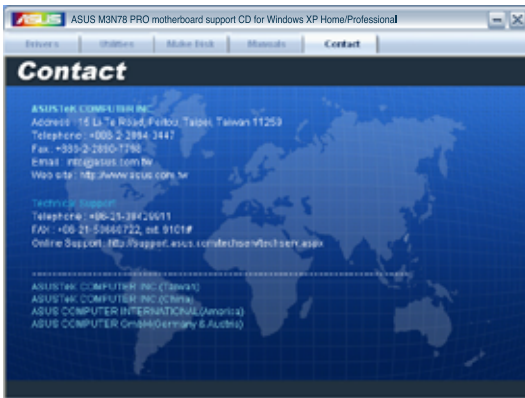 ASUS ASUS M3N78 PRO motherboard support CD for Windows XP Home/Professional
Drivers Utilities Make Disk Manuals Contact
Contact
ASUSTeK COMPUTER INC.
Address : 15 Li-Te Road, Peitou, Taipei, Taiwan 11259
Telephone : +886-2-2894-3447
Fax : +886-2-2890-7798
Email : info@asus.com.tw
Web site : http://www.asus.com.tw
Technical Support
Telephone : +86-21-38429911
FAX : +86-21-58668722, ext. 9101#
Online Support : http://support.asus.com/techserv/techserv.aspx
ASUSTeK COMPUTER INC.(Taiwan)
ASUSTeK COMPUTER INC.(China)
ASUS COMPUTER INTERNATIONAL(America)
ASUS COMPUTER GmbH(Germany & Austria)